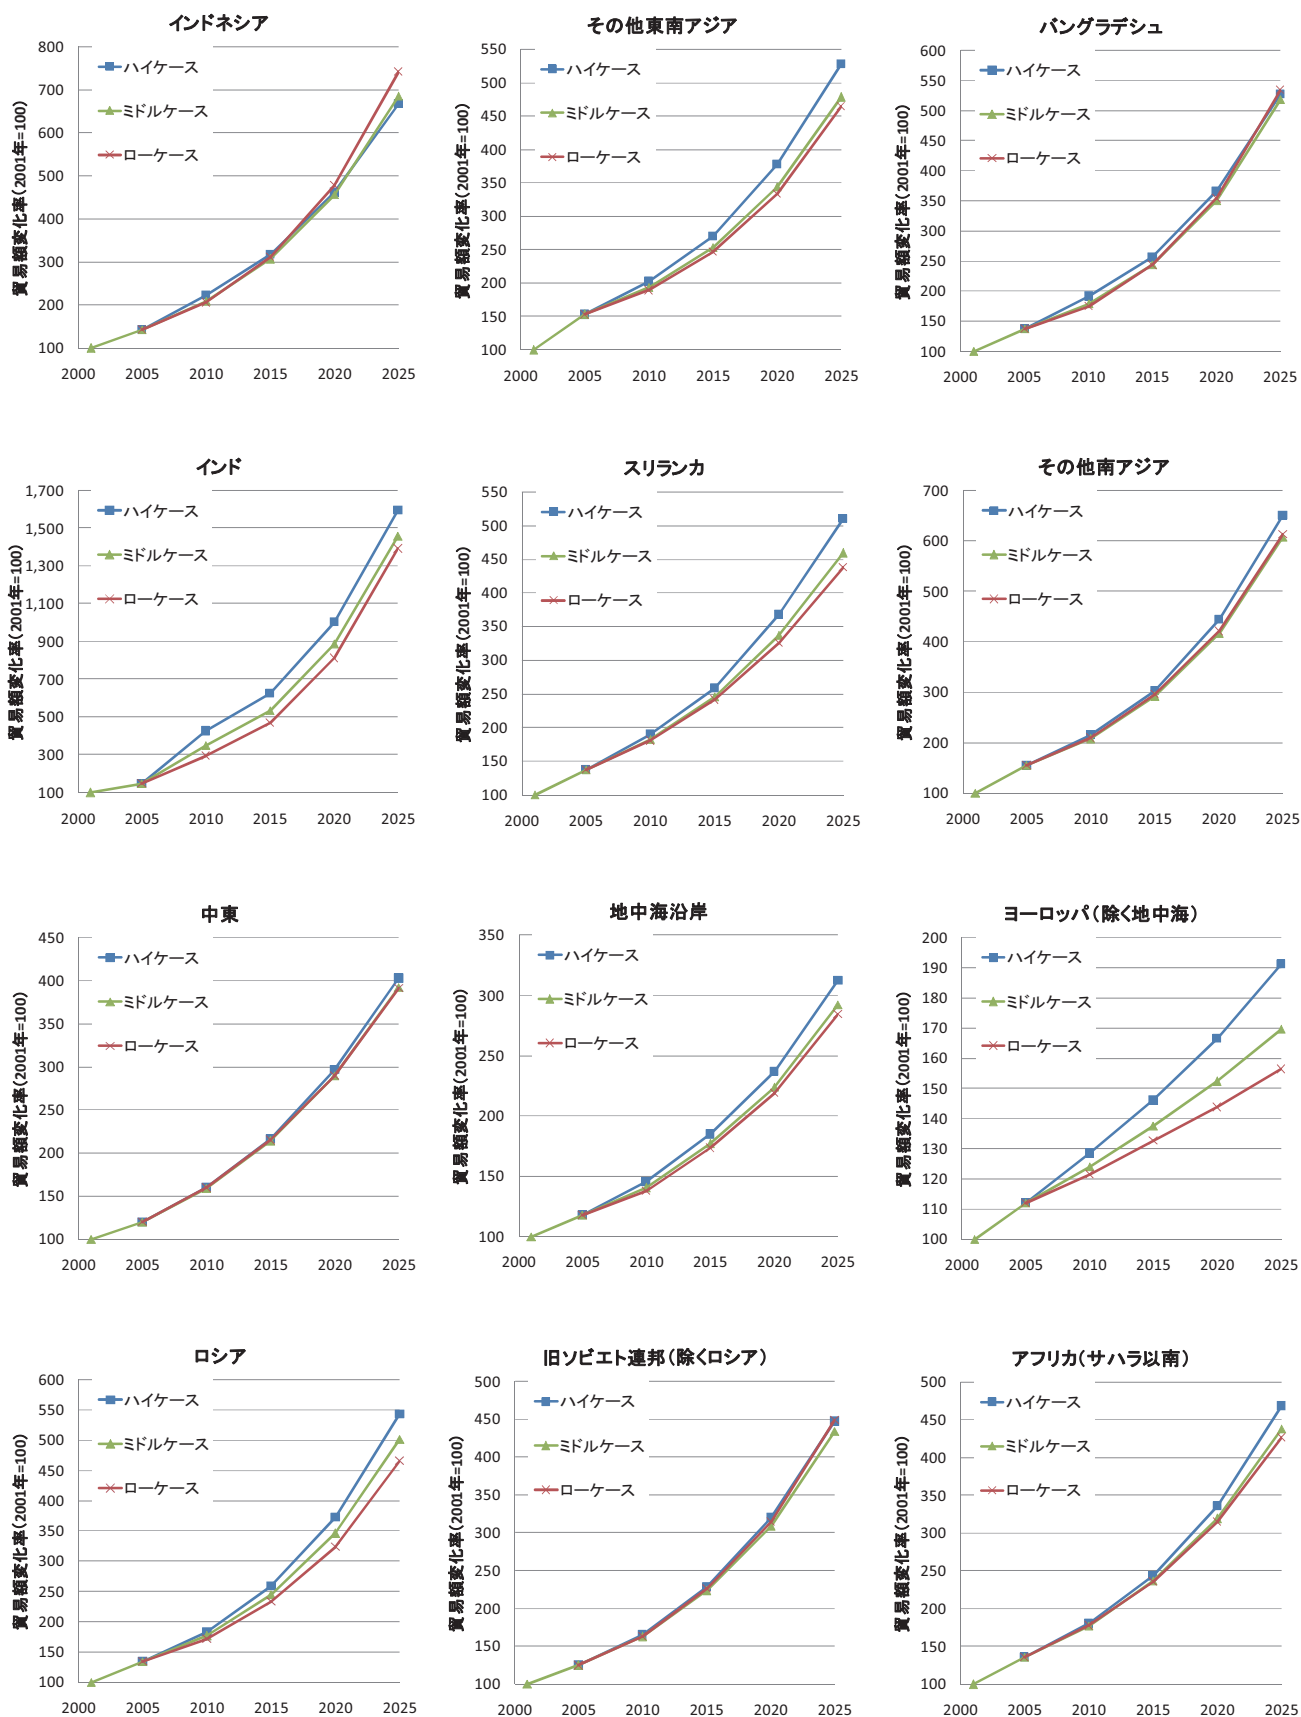 インドネシア
貿易額変化率(2001年=100)
800
700
600
500
400
300
200
100
ハイケース
ミドルケース
ローケース
2000 2005 2010 2015 2020 2025
その他東南アジア
貿易額変化率(2001年=100)
550
500
450
400
350
300
250
200
150
100
ハイケース
ミドルケース
ローケース
2000 2005 2010 2015 2020 2025
バングラデシュ
貿易額変化率(2001年=100)
600
550
500
450
400
350
300
250
200
150
100
ハイケース
ミドルケース
ローケース
2000 2005 2010 2015 2020 2025
インド
貿易額変化率(2001年=100)
1,700
1,500
1,300
1,100
900
700
500
300
100
ハイケース
ミドルケース
ローケース
2000 2005 2010 2015 2020 2025
スリランカ
貿易額変化率(2001年=100)
550
500
450
400
350
300
250
200
150
100
ハイケース
ミドルケース
ローケース
2000 2005 2010 2015 2020 2025
その他南アジア
貿易額変化率(2001年=100)
700
600
500
400
300
200
100
ハイケース
ミドルケース
ローケース
2000 2005 2010 2015 2020 2025
中東
貿易額変化率(2001年=100)
450
400
350
300
250
200
150
100
ハイケース
ミドルケース
ローケース
2000 2005 2010 2015 2020 2025
地中海沿岸
貿易額変化率(2001年=100)
350
300
250
200
150
100
ハイケース
ミドルケース
ローケース
2000 2005 2010 2015 2020 2025
ヨーロッパ(除く地中海)
貿易額変化率(2001年=100)
200
190
180
170
160
150
140
130
120
110
100
ハイケース
ミドルケース
ローケース
2000 2005 2010 2015 2020 2025
ロシア
貿易額変化率(2001年=100)
600
550
500
450
400
350
300
250
200
150
100
ハイケース
ミドルケース
ローケース
2000 2005 2010 2015 2020 2025
旧ソビエト連邦(除くロシア)
貿易額変化率(2001年=100)
500
450
400
350
300
250
200
150
100
ハイケース
ミドルケース
ローケース
2000 2005 2010 2015 2020 2025
アフリカ(サハラ以南)
貿易額変化率(2001年=100)
500
450
400
350
300
250
200
150
100
ハイケース
ミドルケース
ローケース
2000 2005 2010 2015 2020 2025